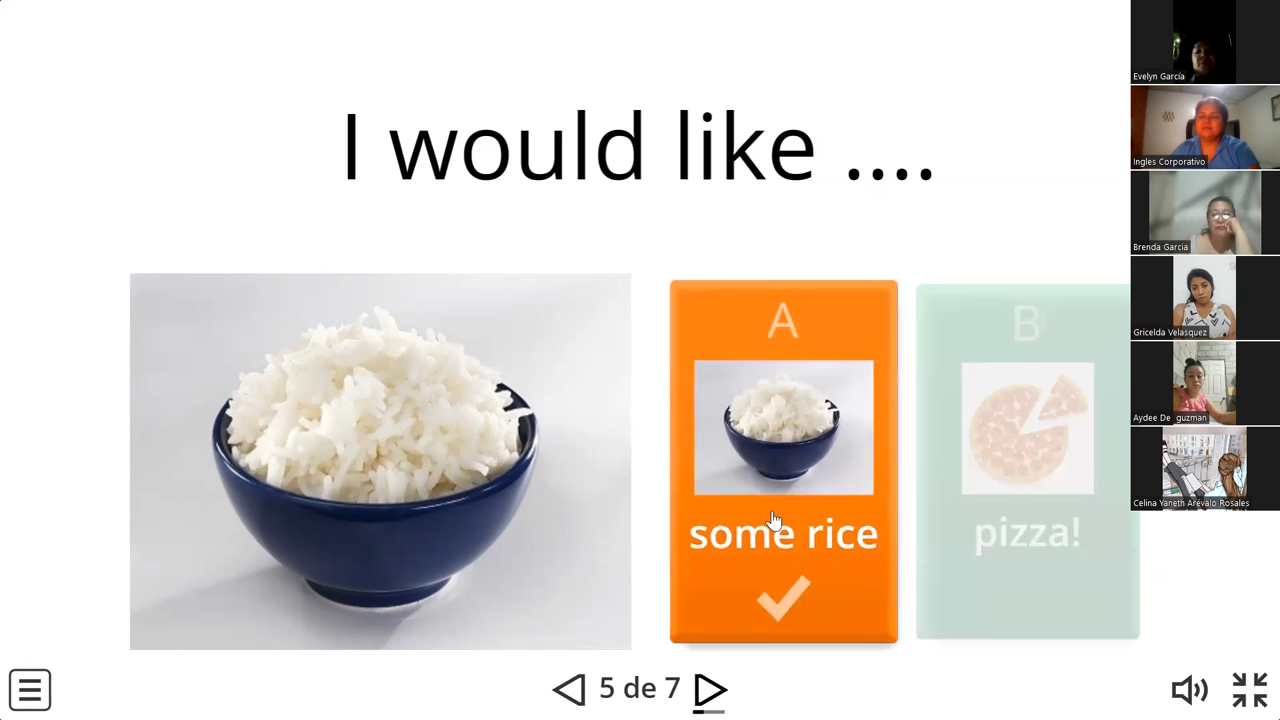 I would like ....
A
some rice
B
pizza!
5 de 7
Evelyn García
Ingles Corporativo
Brenda Garcia
Gricelda Velasquez
Aydee De guzman
Celina Yaneth Arévalo Rosales